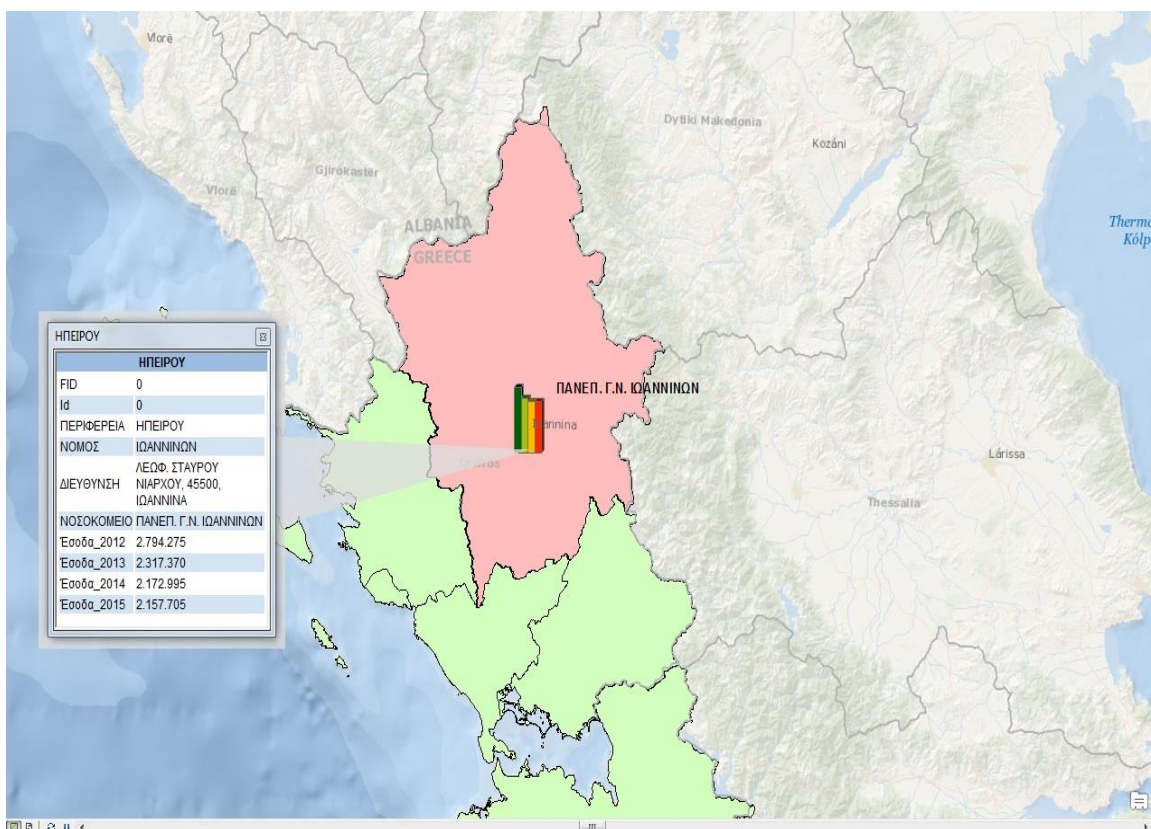 Vlorë
Dytiki Makedonia
Kozáni
Gjirokastër
Vlorë
ALBANIA
GREECE
Kólp
ΗΠΕΙΡΟΥ
ΗΠΕΙΡΟΥ
FID 0
Id 0
ΠΕΡΙΦΕΡΕΙΑ ΗΠΕΙΡΟΥ
ΝΟΜΟΣ ΙΩΑΝΝΙΝΩΝ
ΔΙΕΥΘΥΝΣΗ ΛΕΩΦ. ΣΤΑΥΡΟΥ
ΝΙΑΡΧΟΥ, 45500,
ΙΩΑΝΝΙΝΑ
ΝΟΣΟΚΟΜΕΙΟ ΠΑΝΕΠ. Γ.Ν. ΙΩΑΝΝΙΝΩΝ
Έσοδα_2012 2.794.275
Έσοδα_2013 2.317.370
Έσοδα_2014 2.172.995
Έσοδα_2015 2.157.705
ΠΑΝΕΠ. Γ.Ν. ΙΩΑΝΝΙΝΩΝ
Ioannina
Lárissa
Thessalia